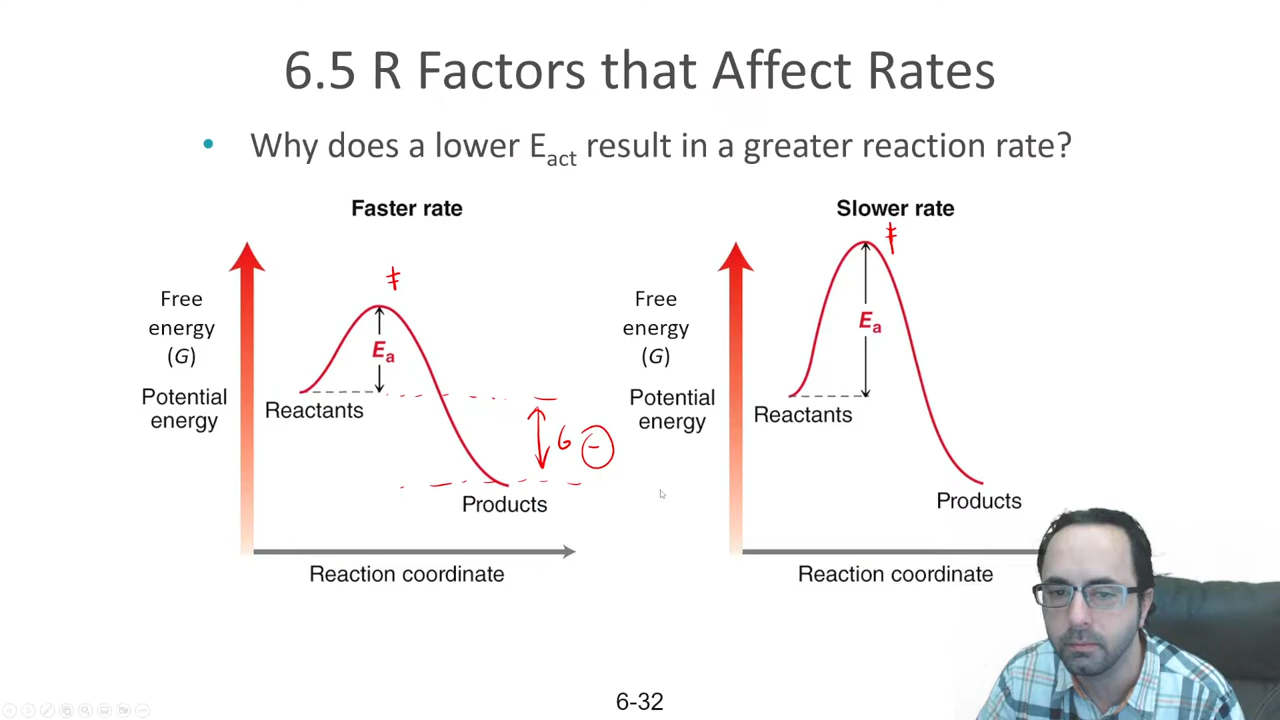 6.5 R Factors that Affect Rates
• Why does a lower Eact result in a greater reaction rate?
Faster rate
Slower rate
‡
‡
Free
energy
(G)
Potential
energy
Ea
Reactants
G −
Products
Reaction coordinate
Free
energy
(G)
Potential
energy
Ea
Reactants
Products
Reaction coordinate
6-32